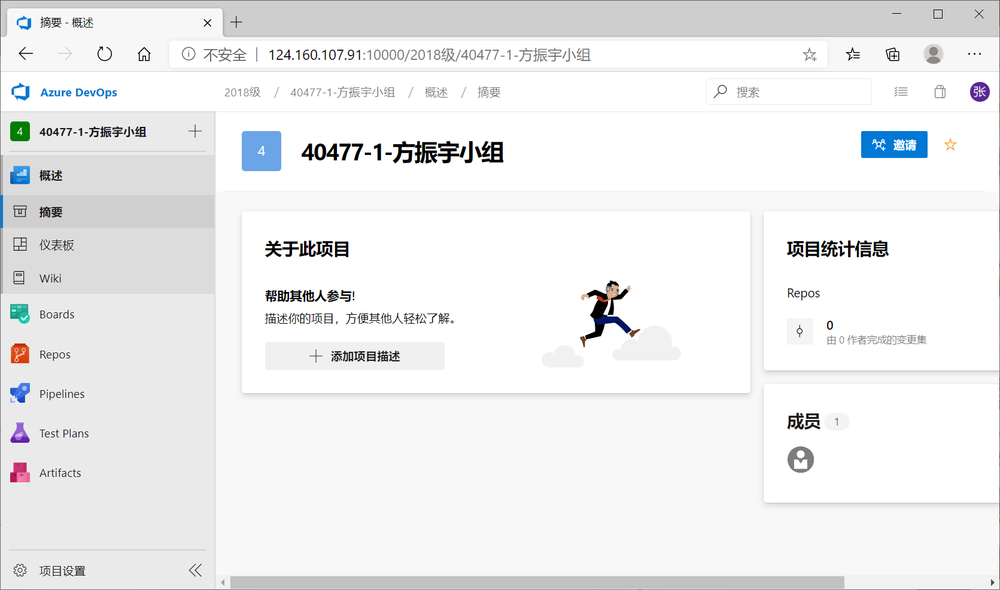 摘要 - 概述
不安全
124.160.107.91:10000/2018级/40477-1-方振宇小组
Azure DevOps
2018级 / 40477-1-方振宇小组 / 概述 / 摘要
搜索
张
4
40477-1-方振宇小组
概述
摘要
仪表板
Wiki
Boards
Repos
Pipelines
Test Plans
Artifacts
项目设置
4
40477-1-方振宇小组
邀请
关于此项目
帮助其他人参与!
描述你的项目，方便其他人轻松了解。
添加项目描述
项目统计信息
Repos
0
由 0 作者完成的变更集
成员 1